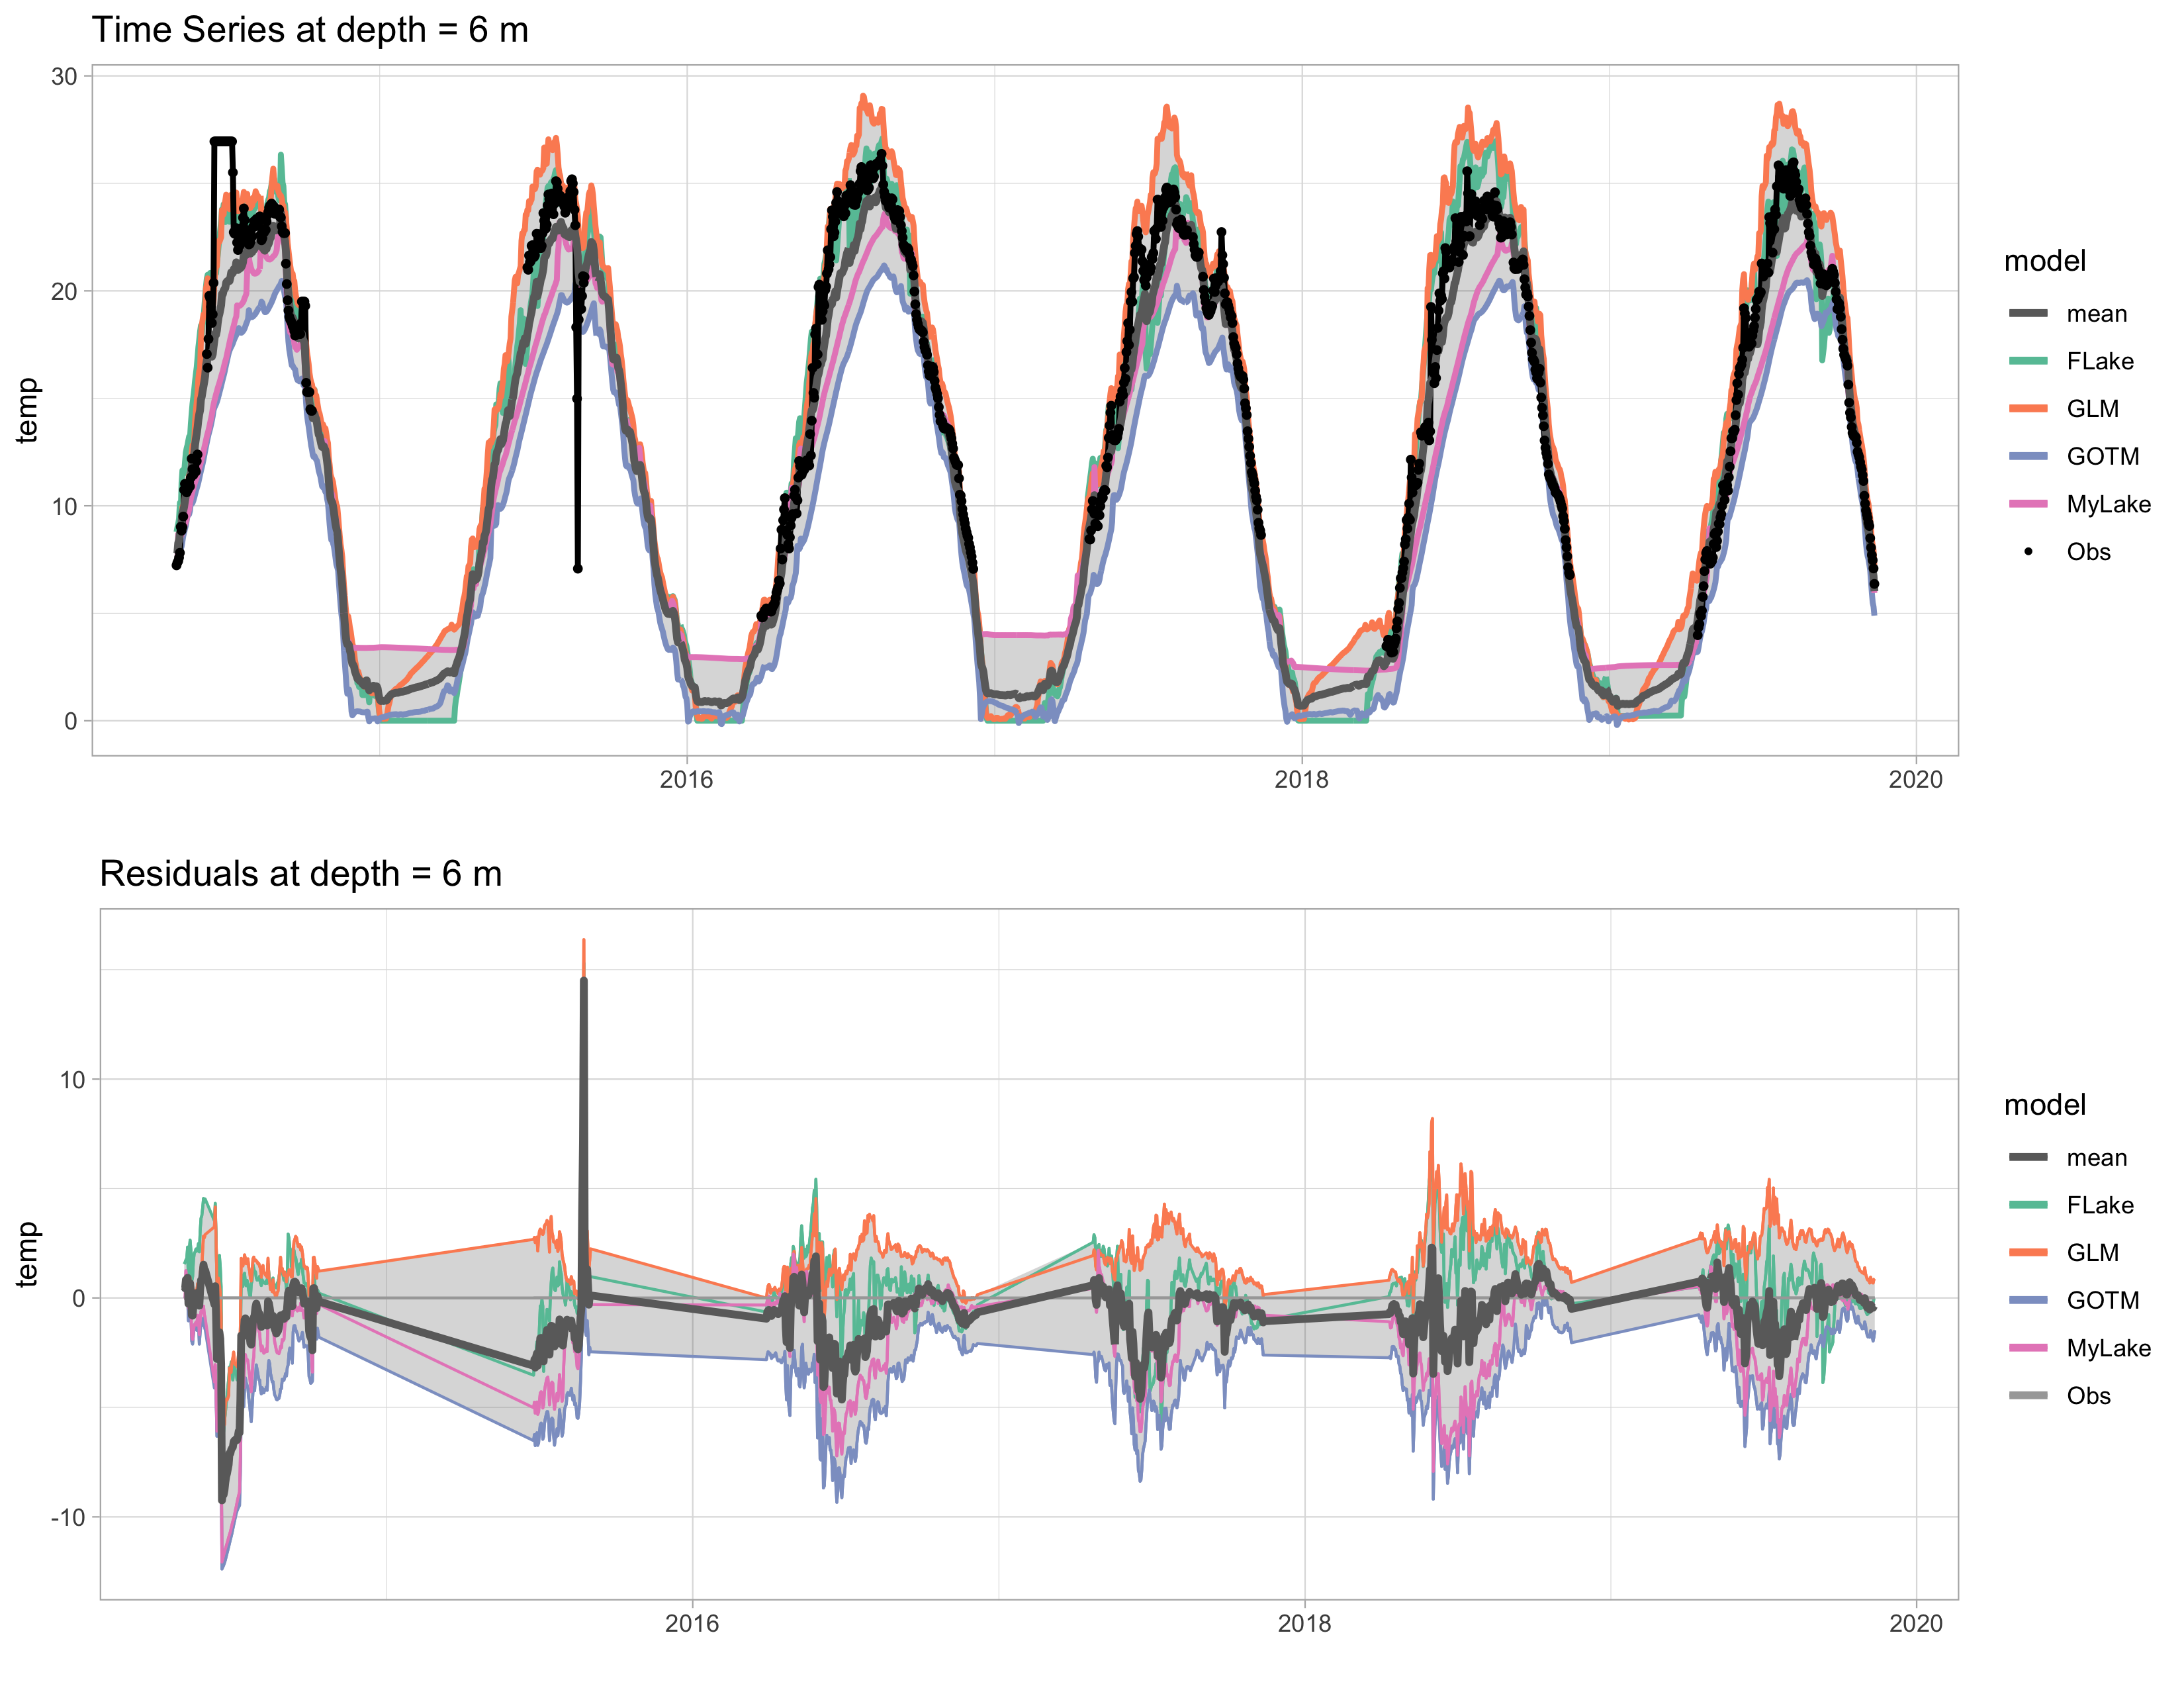 Time Series at depth = 6 m
30
20
10
0
temp
2016
2018
2020
model
mean
FLake
GLM
GOTM
MyLake
Obs
Residuals at depth = 6 m
10
0
-10
temp
2016
2018
2020
model
mean
FLake
GLM
GOTM
MyLake
Obs